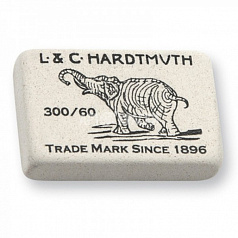 L·& C·HARDTMUTH
300/60
TRADE MARK SINCE 1896